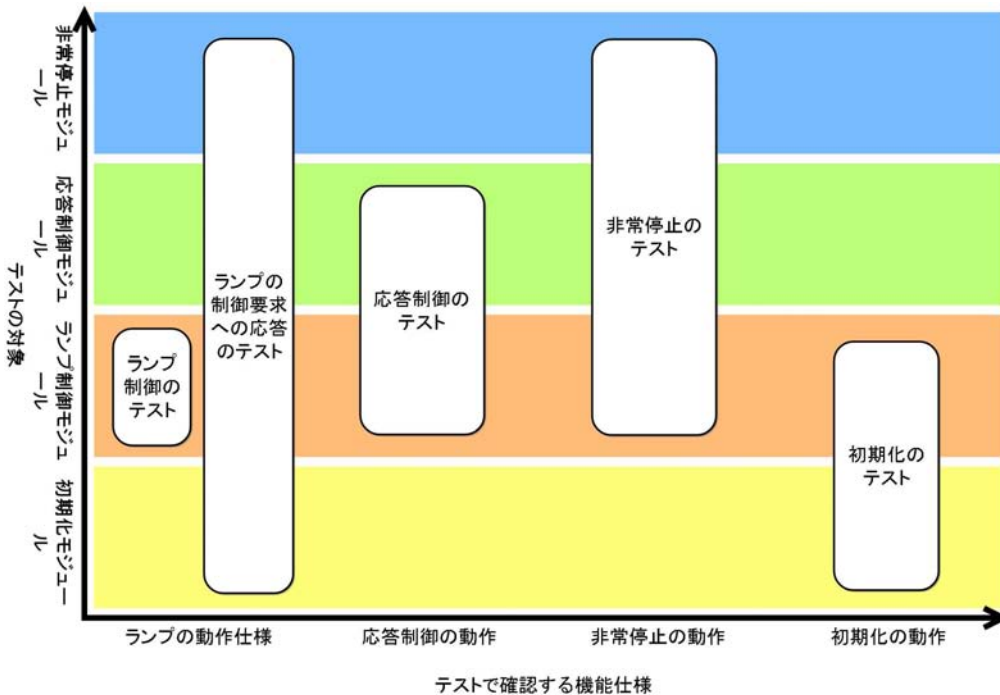 非常停止モジュ
ール
応答制御モジュ
ール
ランプ制御モジュ
ール
初期化モジュー
ル
テストの対象
ランプ
制御の
テスト
ランプの
制御要求
への応答
のテスト
応答制御の
テスト
非常停止の
テスト
初期化の
テスト
ランプの動作仕様
応答制御の動作
非常停止の動作
初期化の動作
テストで確認する機能仕様